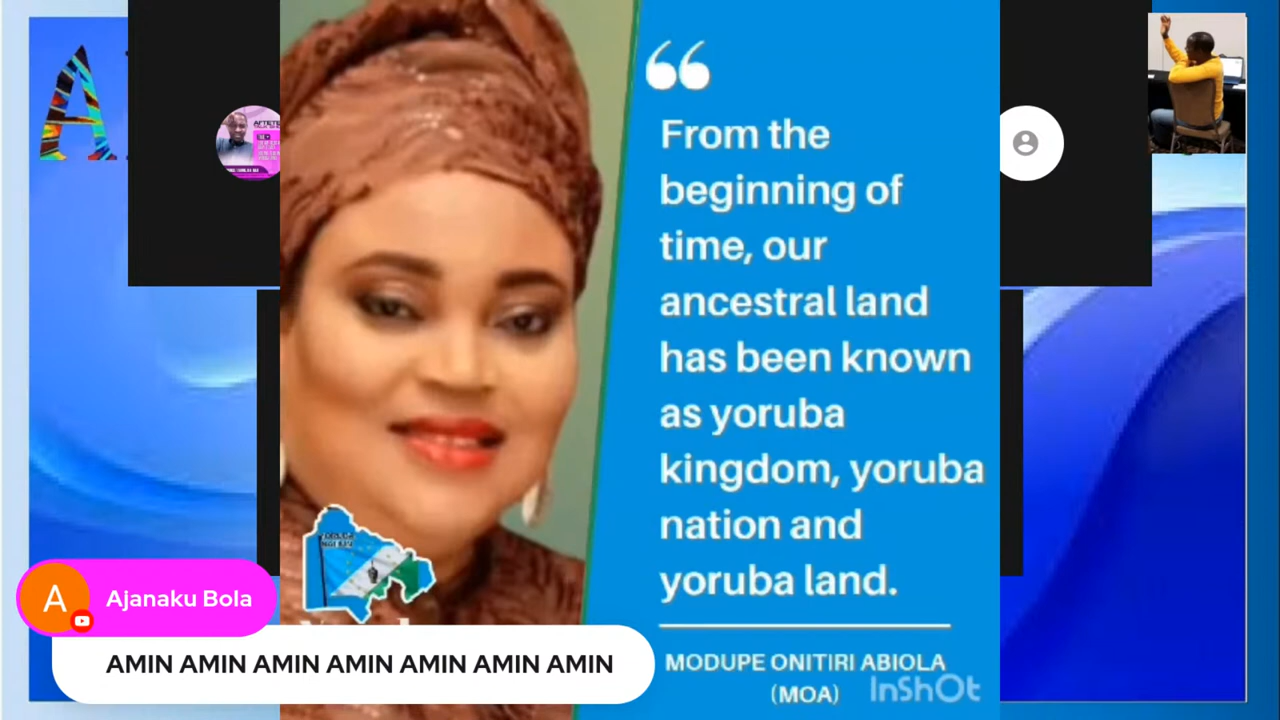 A
“
From the
beginning of
time, our
ancestral land
has been known
as yoruba
kingdom, yoruba
nation and
yoruba land.
MODUPE ONITIRI ABIOLA
(MOA)
InShOt
A Ajanaku Bola
AMIN AMIN AMIN AMIN AMIN AMIN AMIN